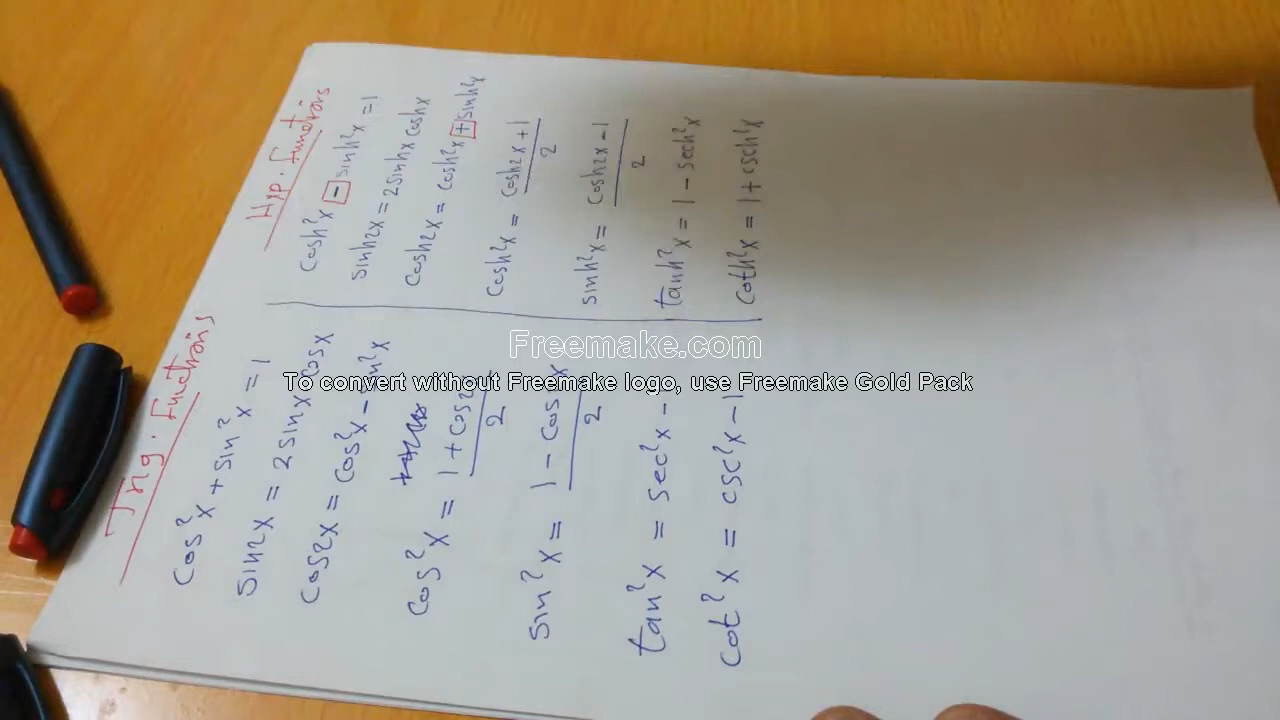 Trig. Functions
cos²x + sin²x = 1
sin2x = 2sinx cosx
cos2x = cos²x - sin²x
cos²x = 1 + cos2x / 2
sin²x = 1 - cos x / 2
tan²x = sec²x -
cot²x = csc²x - 1
Hyp. Functions
cosh²x - sinh²x = 1
sinh2x = 2sinhx coshx
cosh2x = cosh²x + sinh²x
cosh²x = cosh2x + 1 / 2
sinh²x = cosh2x - 1 / 2
tanh²x = 1 - sech²x
coth²x = 1 + csch²x
Freemake.com
To convert without Freemake logo, use Freemake Gold Pack